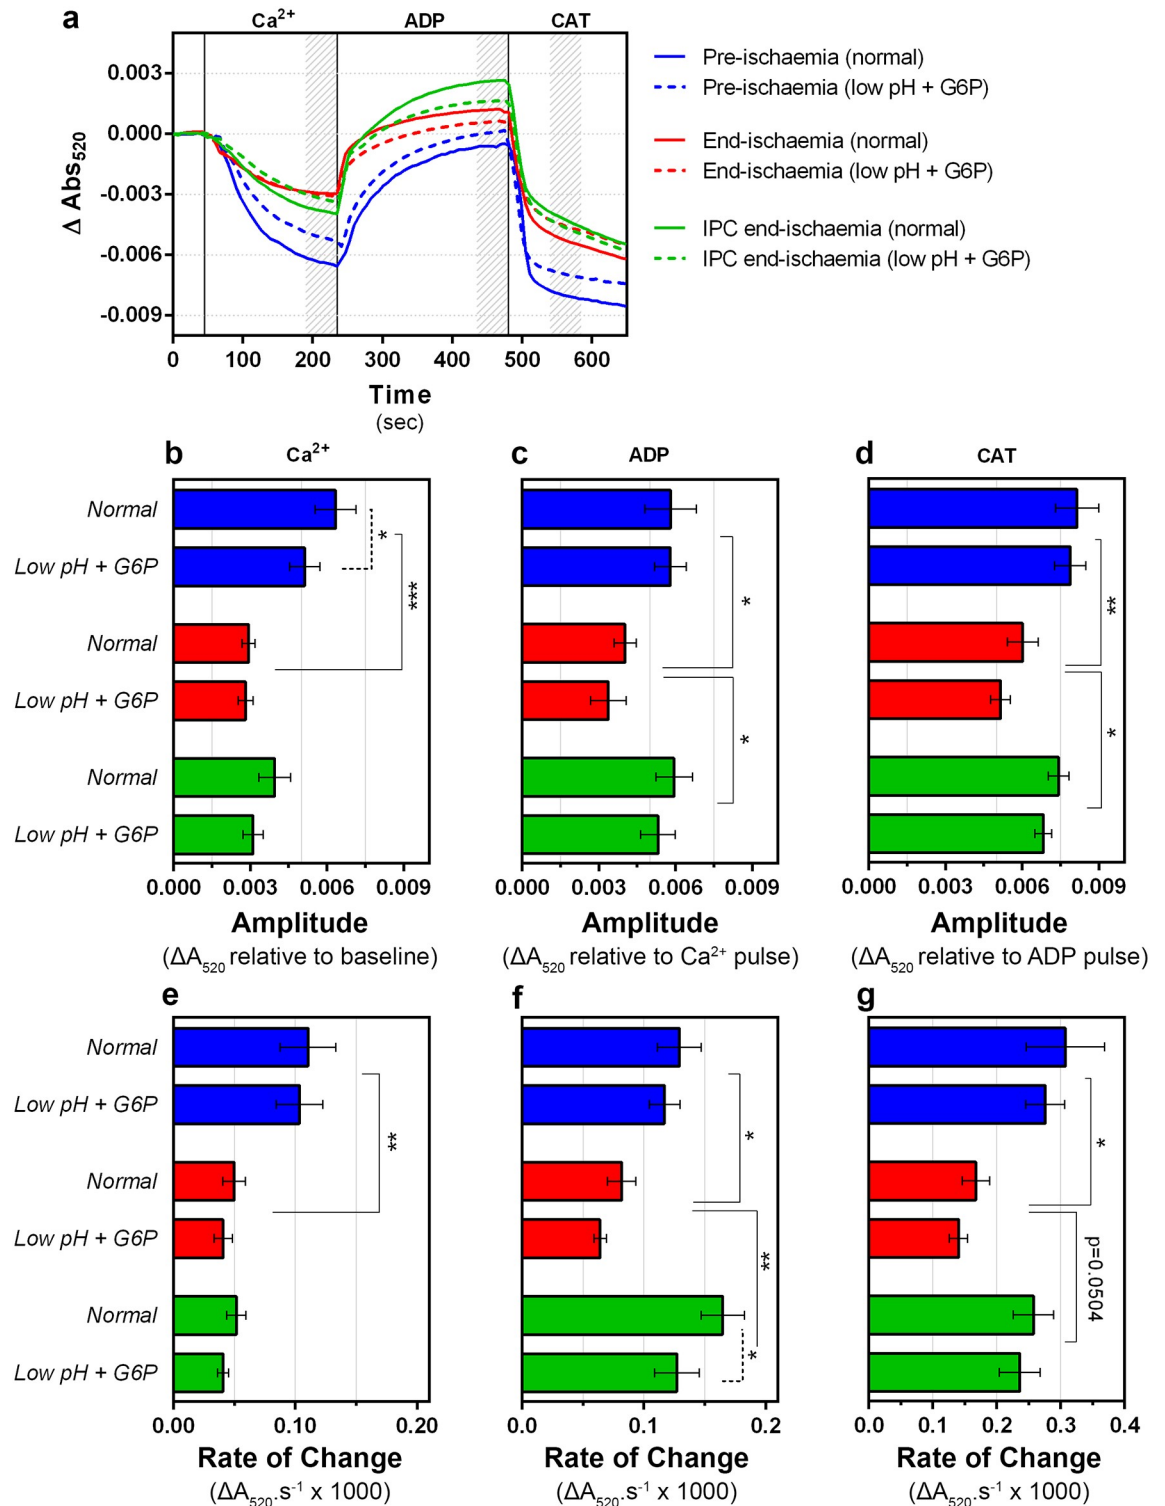 a
Ca²⁺ ADP CAT
0.003
0.000
-0.003
-0.006
-0.009
Δ Abs₅₂₀
0 100 200 300 400 500 600
Time
(sec)
Pre-ischaemia (normal)
Pre-ischaemia (low pH + G6P)
End-ischaemia (normal)
End-ischaemia (low pH + G6P)
IPC end-ischaemia (normal)
IPC end-ischaemia (low pH + G6P)
b Ca²⁺
Normal
Low pH + G6P
Normal
Low pH + G6P
Normal
Low pH + G6P
*
***
0.000 0.003 0.006 0.009
Amplitude
(ΔA₅₂₀ relative to baseline)
c ADP
*
*
0.000 0.003 0.006 0.009
Amplitude
(ΔA₅₂₀ relative to Ca²⁺ pulse)
d CAT
**
*
0.000 0.003 0.006 0.009
Amplitude
(ΔA₅₂₀ relative to ADP pulse)
e
Normal
Low pH + G6P
Normal
Low pH + G6P
Normal
Low pH + G6P
**
0.00 0.10 0.20
Rate of Change
(ΔA₅₂₀.s⁻¹ x 1000)
f
*
**
*
0.0 0.1 0.2
Rate of Change
(ΔA₅₂₀.s⁻¹ x 1000)
g
*
p=0.0504
0.0 0.1 0.2 0.3 0.4
Rate of Change
(ΔA₅₂₀.s⁻¹ x 1000)